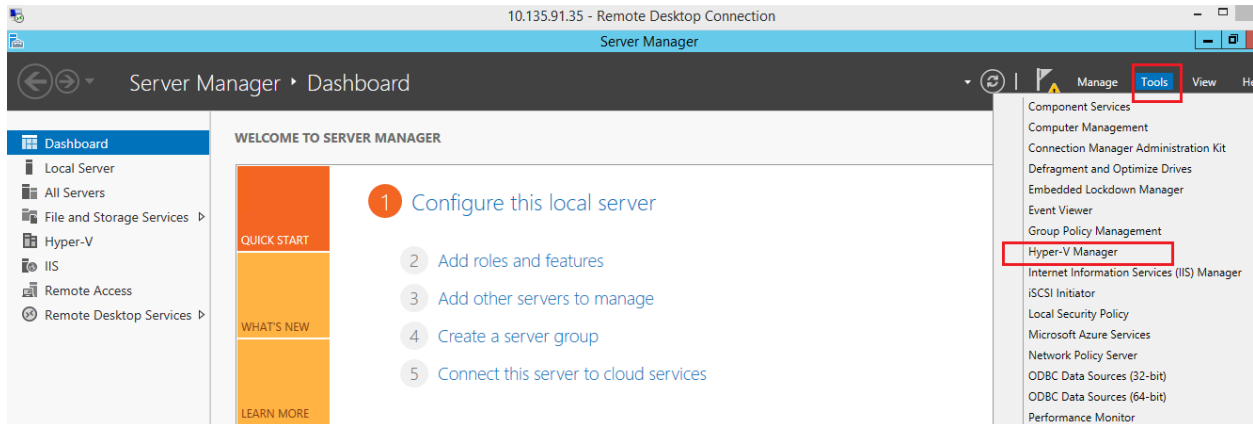 10.135.91.35 - Remote Desktop Connection
Server Manager
Server Manager • Dashboard
Manage Tools View
Dashboard
Local Server
All Servers
File and Storage Services
Hyper-V
IIS
Remote Access
Remote Desktop Services
WELCOME TO SERVER MANAGER
QUICK START
WHAT'S NEW
LEARN MORE
1 Configure this local server
2 Add roles and features
3 Add other servers to manage
4 Create a server group
5 Connect this server to cloud services
Component Services
Computer Management
Connection Manager Administration Kit
Defragment and Optimize Drives
Embedded Lockdown Manager
Event Viewer
Group Policy Management
Hyper-V Manager
Internet Information Services (IIS) Manager
iSCSI Initiator
Local Security Policy
Microsoft Azure Services
Network Policy Server
ODBC Data Sources (32-bit)
ODBC Data Sources (64-bit)
Performance Monitor